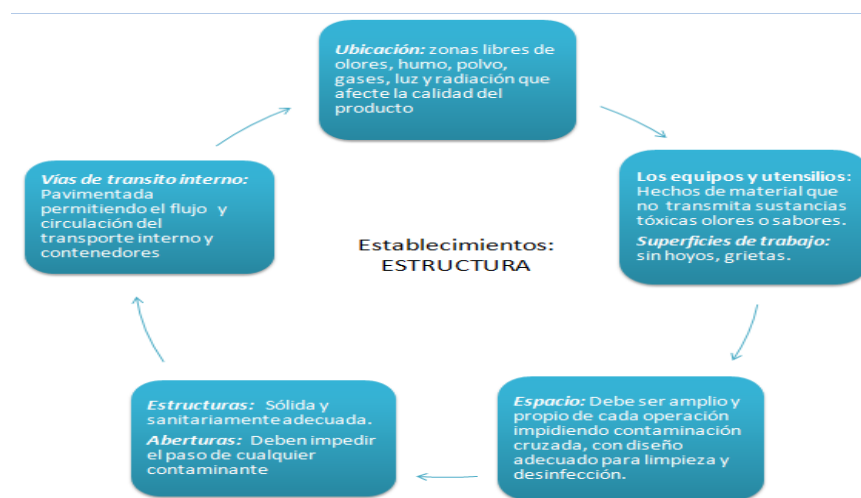 Ubicación: zonas libres de
olores, humo, polvo,
gases, luz y radiación que
afecte la calidad del
producto
Los equipos y utensilios:
Hechos de material que
no transmita sustancias
tóxicas olores o sabores.
Superficies de trabajo:
sin hoyos, grietas.
Espacio: Debe ser amplio y
propio de cada operación
impidiendo contaminación
cruzada, con diseño
adecuado para limpieza y
desinfección.
Estructuras: Sólida y
sanitariamente adecuada.
Aberturas: Deben impedir
el paso de cualquier
contaminante
Vías de transito interno:
Pavimentada
permitiendo el flujo y
circulación del
transporte interno y
contenedores
Establecimientos:
ESTRUCTURA